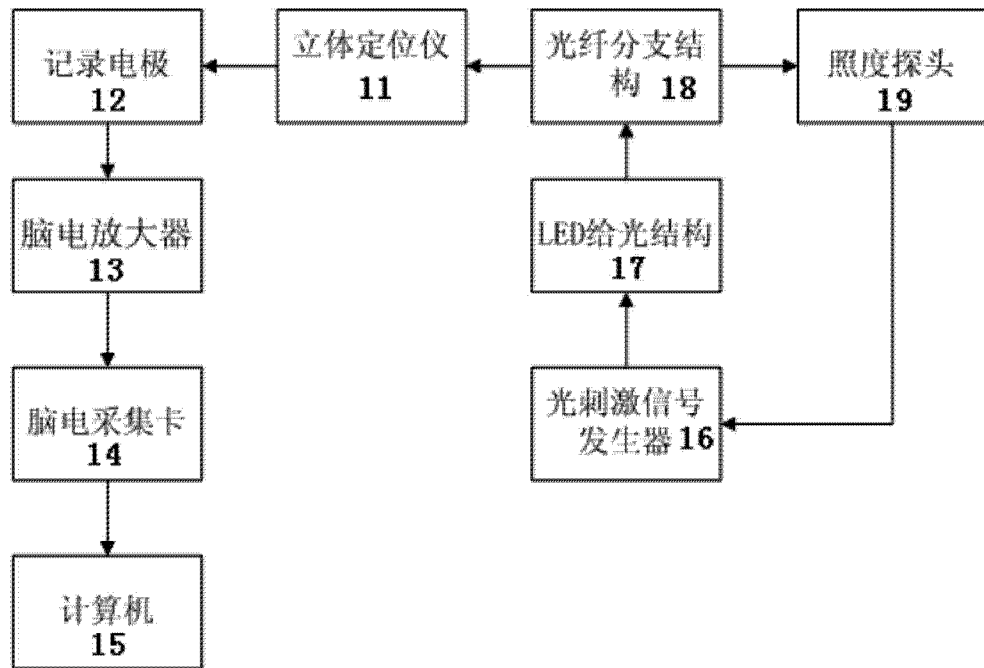 记录电极
12
立体定位仪
11
光纤分支结
构 18
照度探头
19
脑电放大器
13
LED给光结构
17
脑电采集卡
14
光刺激信号
发生器 16
计算机
15